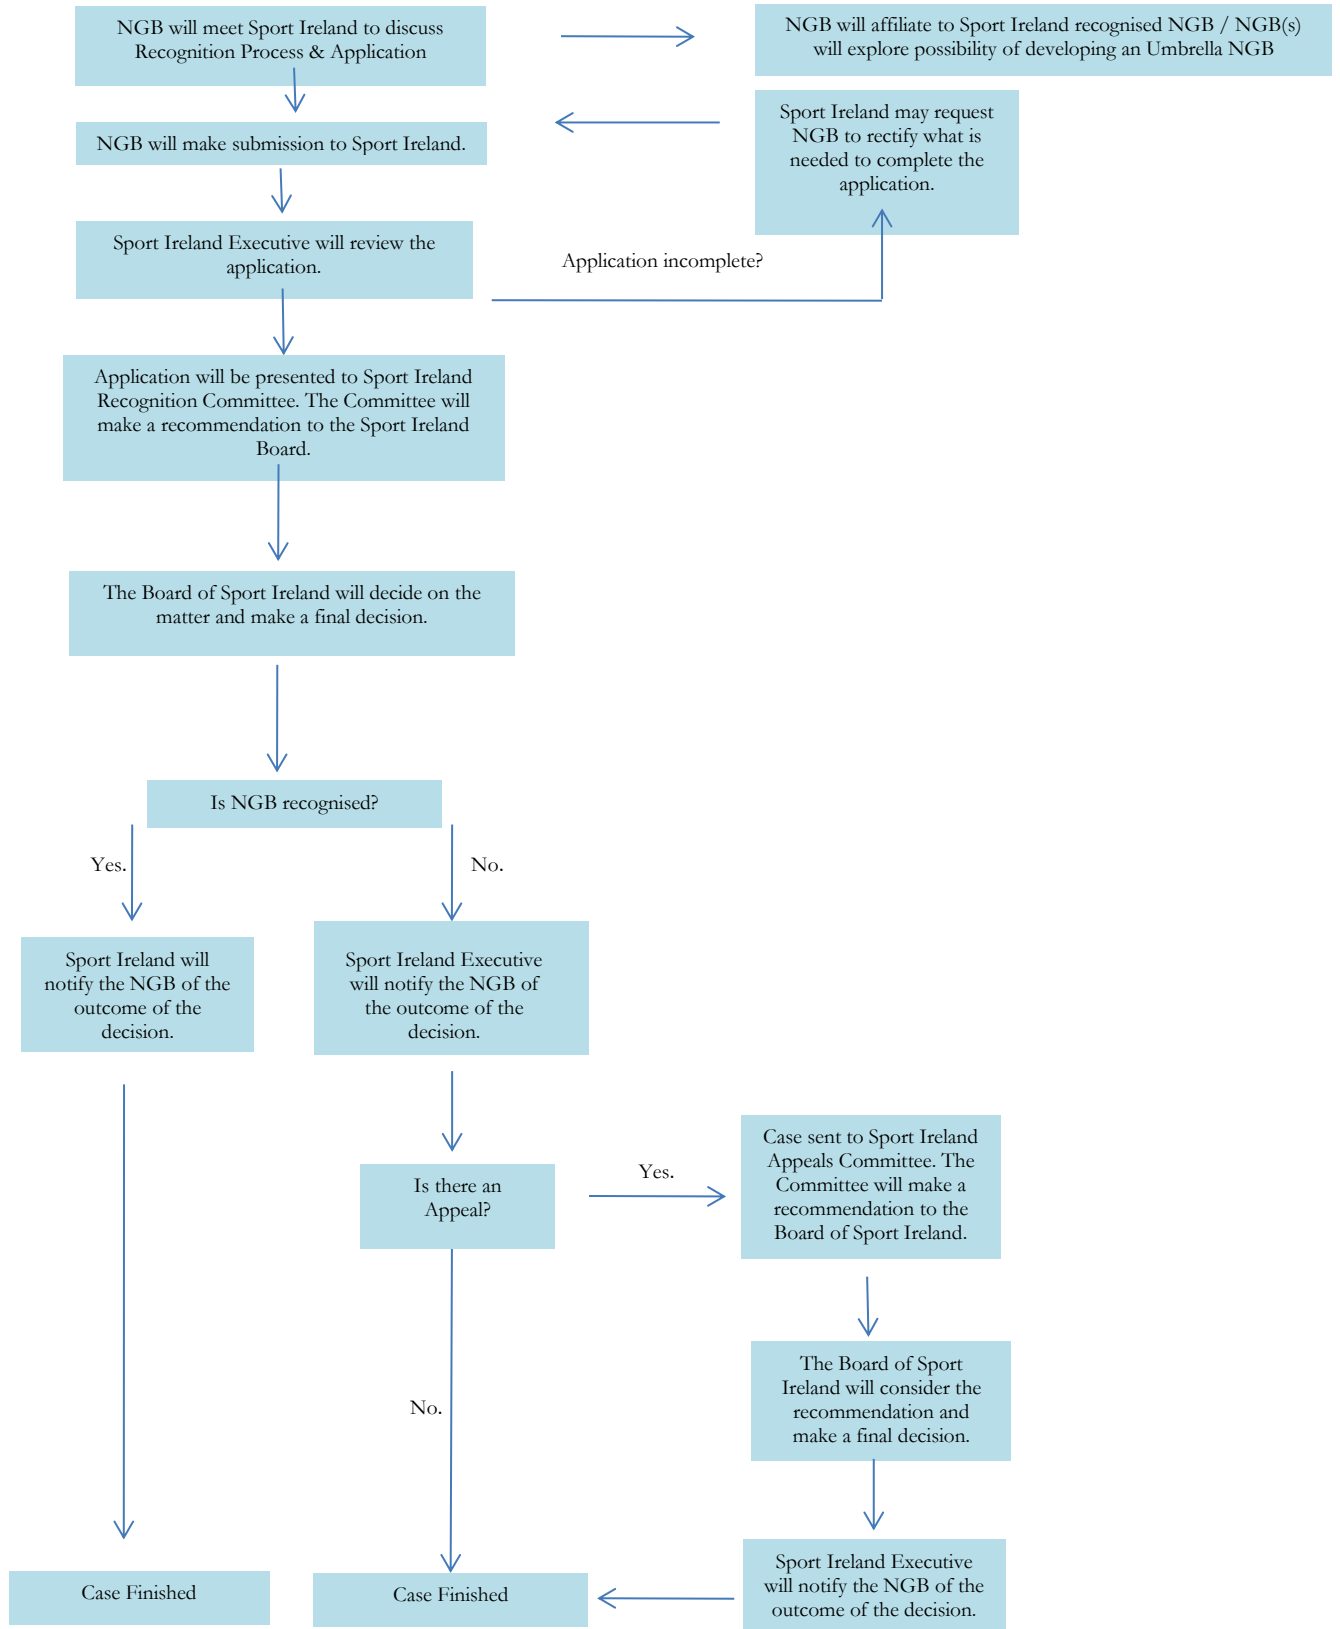 NGB will meet Sport Ireland to discuss
Recognition Process & Application
NGB will affiliate to Sport Ireland recognised NGB / NGB(s)
will explore possibility of developing an Umbrella NGB
Sport Ireland may request
NGB to rectify what is
needed to complete the
application.
NGB will make submission to Sport Ireland.
Sport Ireland Executive will review the
application.
Application incomplete?
Application will be presented to Sport Ireland
Recognition Committee. The Committee will
make a recommendation to the Sport Ireland
Board.
The Board of Sport Ireland will decide on the
matter and make a final decision.
Is NGB recognised?
Yes.
No.
Sport Ireland will
notify the NGB of the
outcome of the
decision.
Sport Ireland Executive
will notify the NGB of
the outcome of the
decision.
Is there an
Appeal?
Yes.
Case sent to Sport Ireland
Appeals Committee. The
Committee will make a
recommendation to the
Board of Sport Ireland.
The Board of Sport
Ireland will consider the
recommendation and
make a final decision.
No.
Sport Ireland Executive
will notify the NGB of the
outcome of the decision.
Case Finished
Case Finished